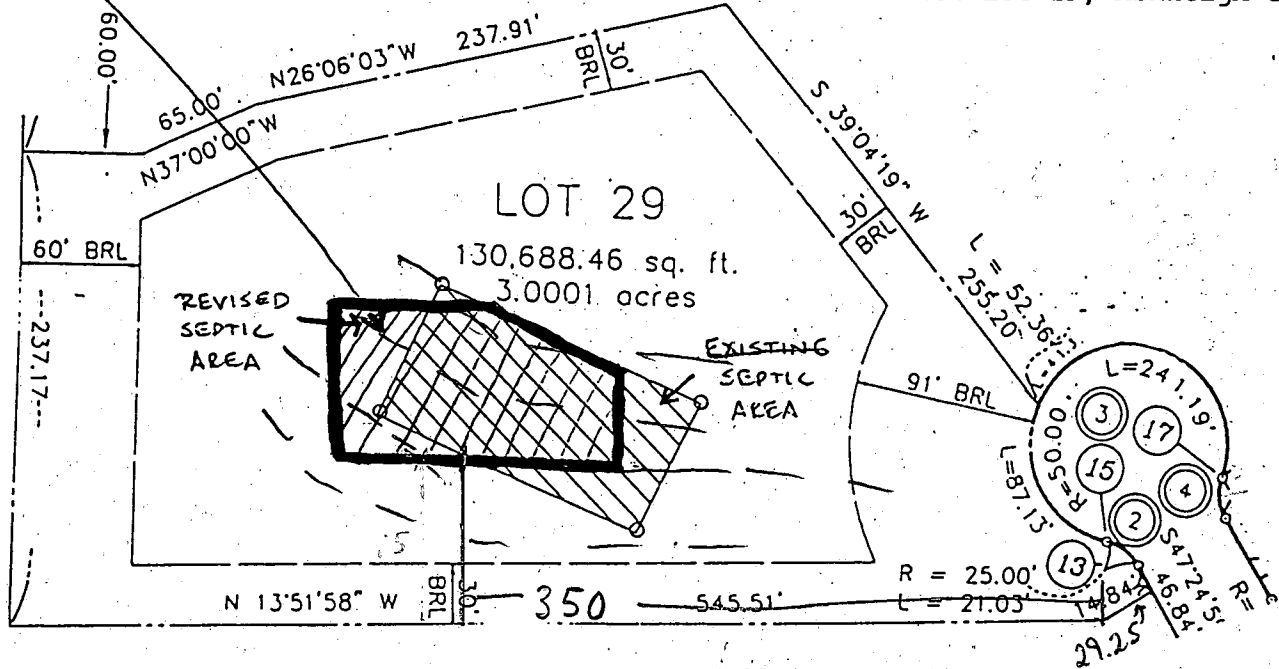 60.00'
65.00'
N37°00'00"W
N26°06'03"W 237.91'
30'
BRL
S 39°04'19" W
30'
BRL
LOT 29
130,688.46 sq. ft.
3.0001 acres
60' BRL
---237.17---
REVISED
SEPTIC
AREA
EXISTING
SEPTIC
AREA
91' BRL
L = 52.36'
255.20'
L=241.19'
R=50.00'
L=87.13'
3
17
15
4
2
13
S47°24'5
46.84'
R=
R = 25.00'
L = 21.03'
14.84'
29.25
N 13°51'58" W
BRL
30'
350
545.51'